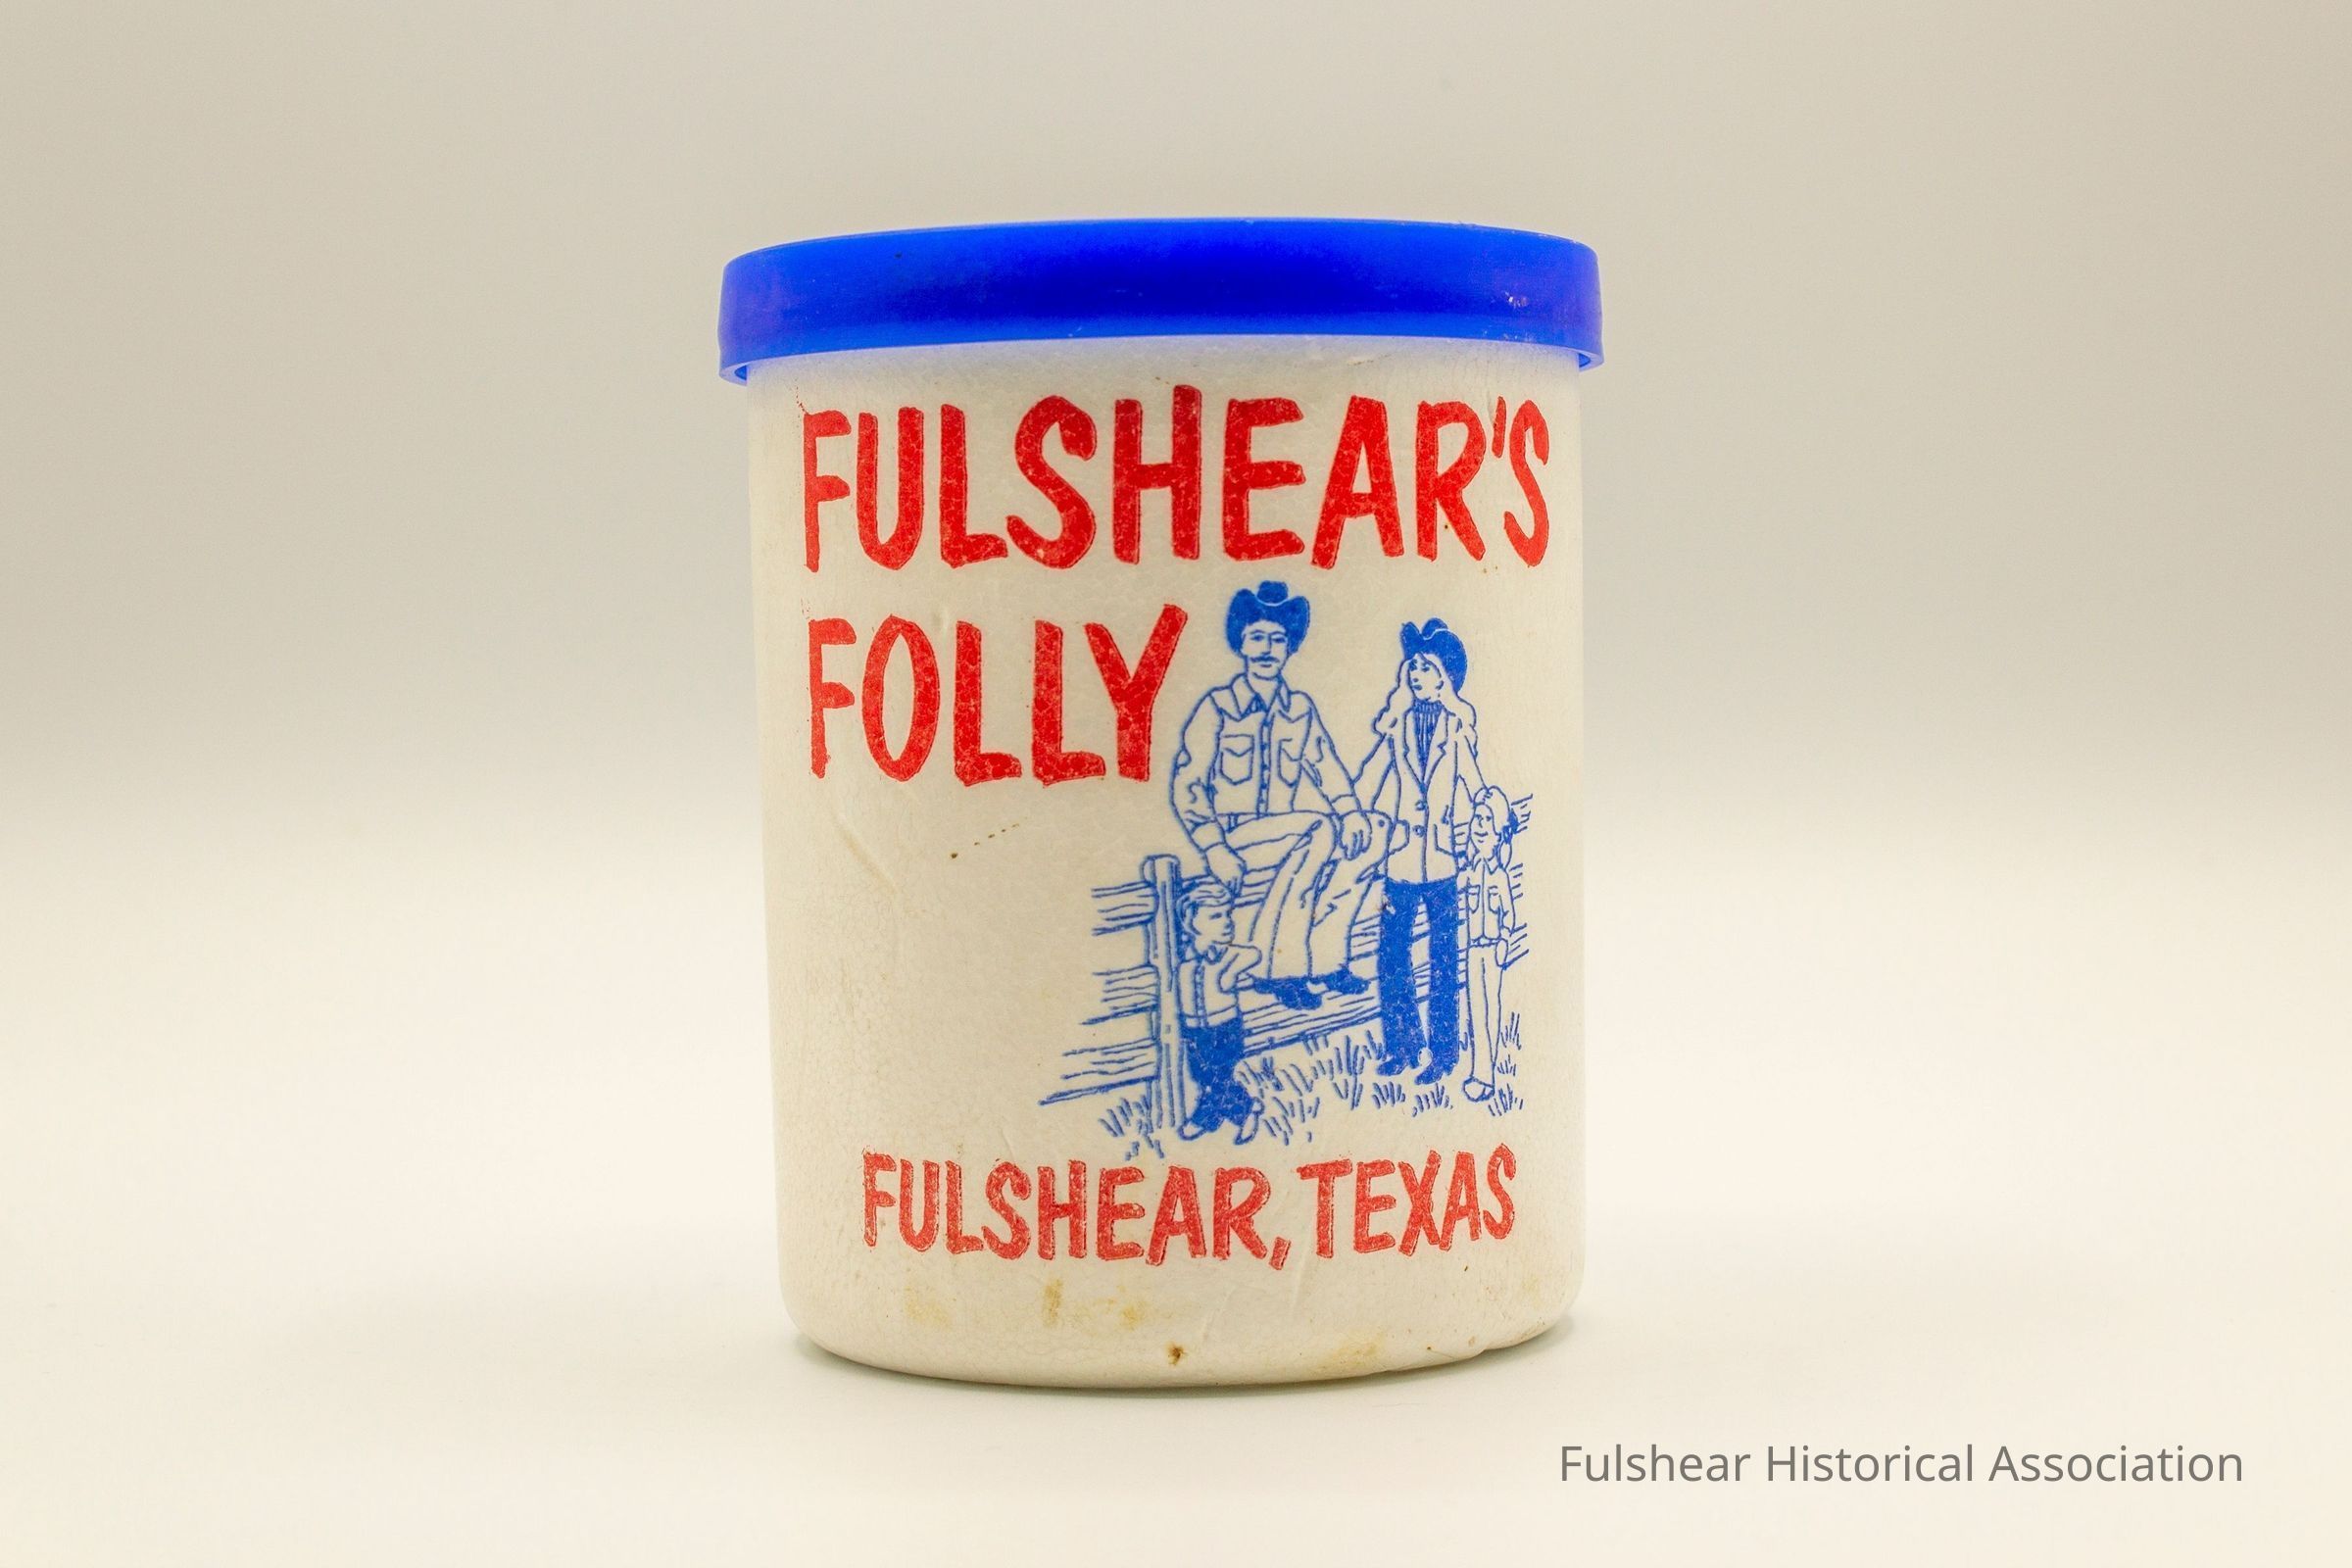 FULSHEAR'S
FOLLY
FULSHEAR, TEXAS
Fulshear Historical Association